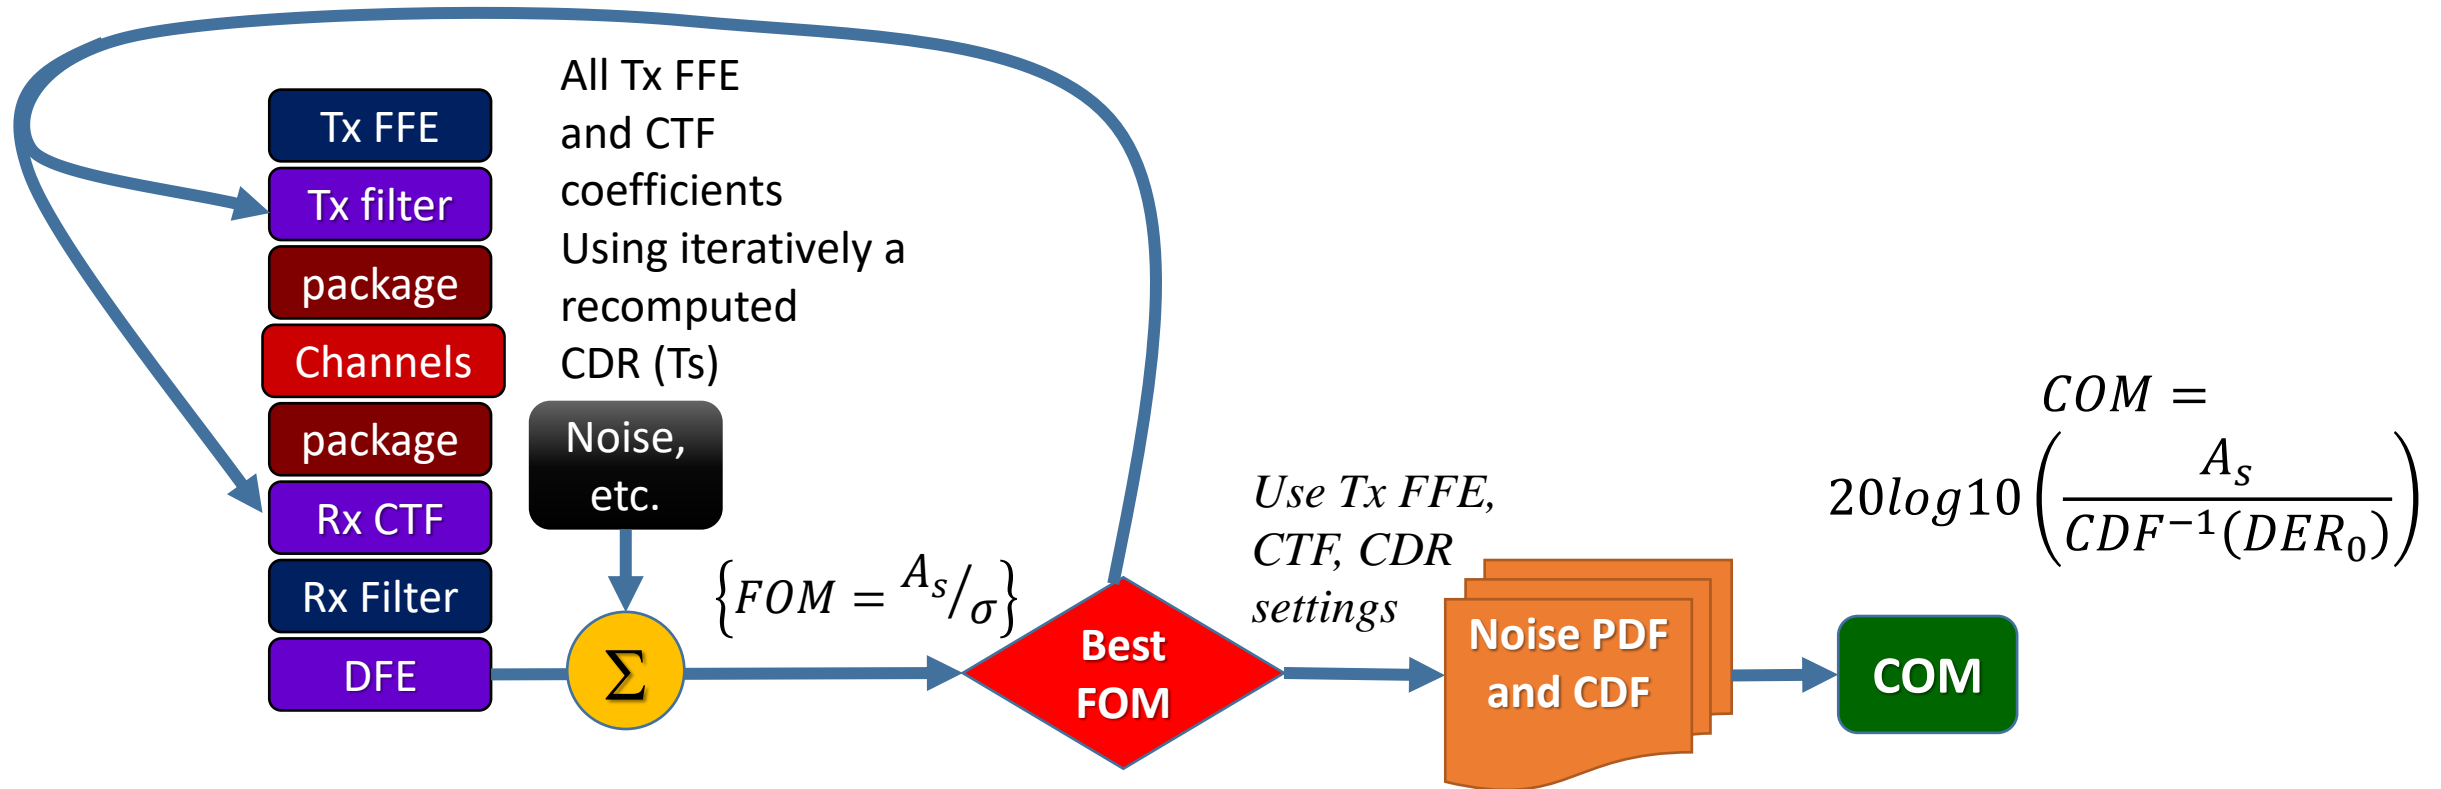 Tx FFE
Tx filter
package
Channels
package
Rx CTF
Rx Filter
DFE
All Tx FFE
and CTF
coefficients
Using iteratively a
recomputed
CDR (Ts)
Noise,
etc.
Σ
{FOM = A_s/σ}
Best
FOM
Use Tx FFE,
CTF, CDR
settings
Noise PDF
and CDF
COM =
20log10(A_s/CDF⁻¹(DER₀))
COM